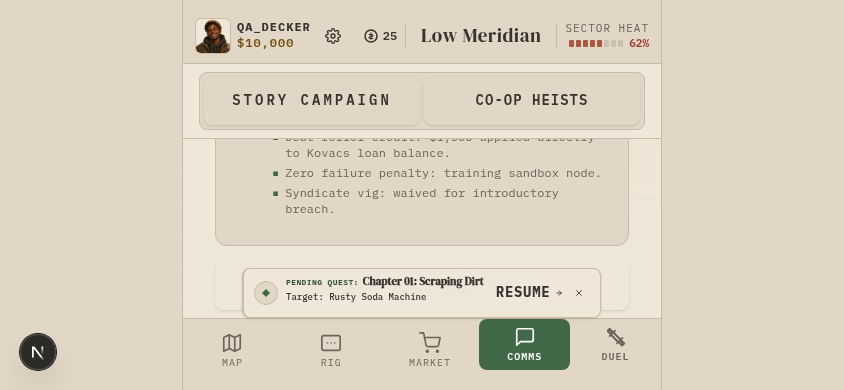 QA_DECKER
$10,000
25
Low Meridian
SECTOR HEAT
62%
STORY CAMPAIGN
CO-OP HEISTS
to Kovacs loan balance.
Zero failure penalty: training sandbox node.
Syndicate vig: waived for introductory
breach.
PENDING QUEST: Chapter 01: Scraping Dirt
Target: Rusty Soda Machine
RESUME →
N
MAP
RIG
MARKET
COMMS
DUEL